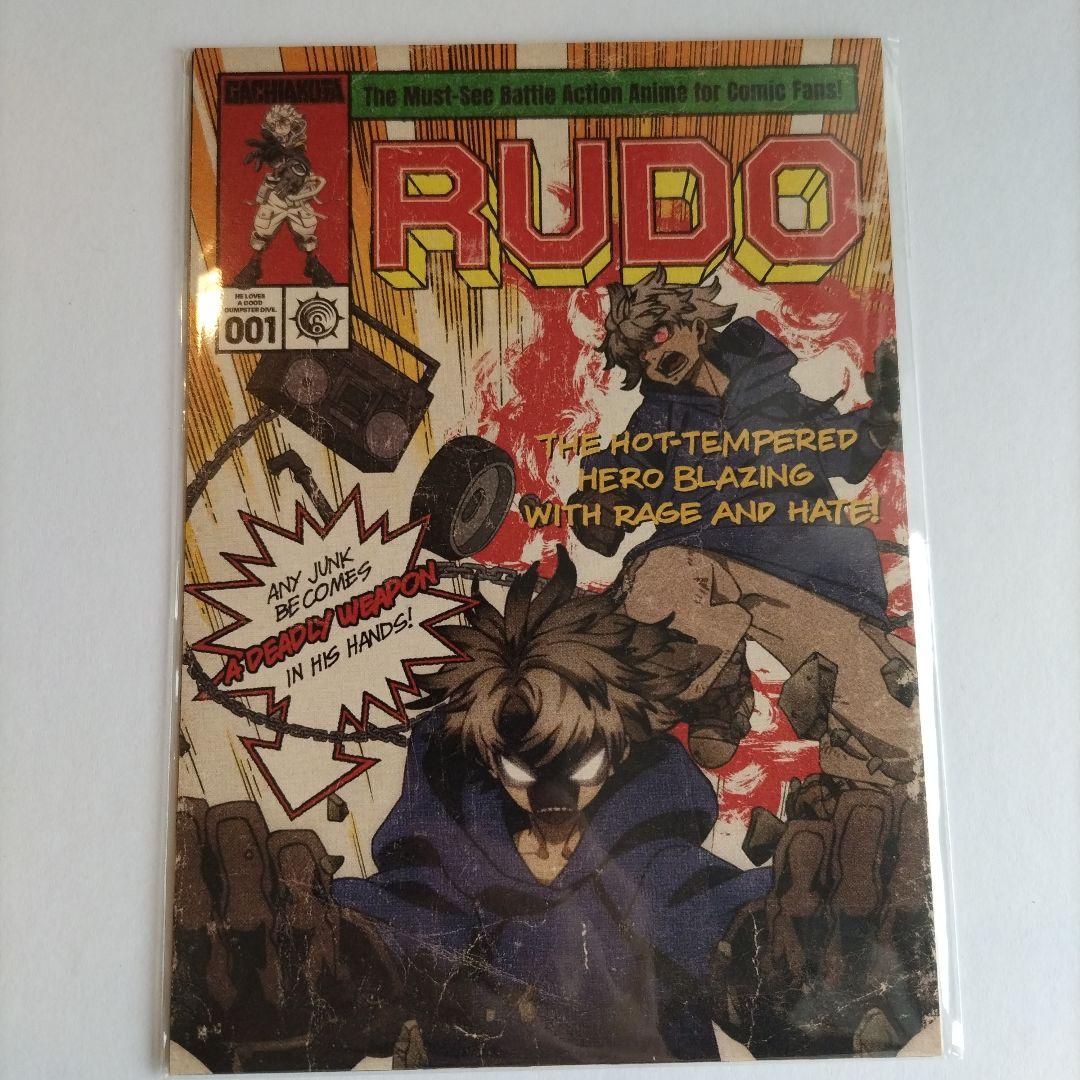 GACHIAKUTA
The Must-See Battle Action Anime for Comic Fans!
RUDO
HE LOVES
A GOOD
DUMPSTER DIVE.
001
THE HOT-TEMPERED
HERO BLAZING
WITH RAGE AND HATE!
ANY JUNK
BECOMES
A DEADLY WEAPON
IN HIS HANDS!